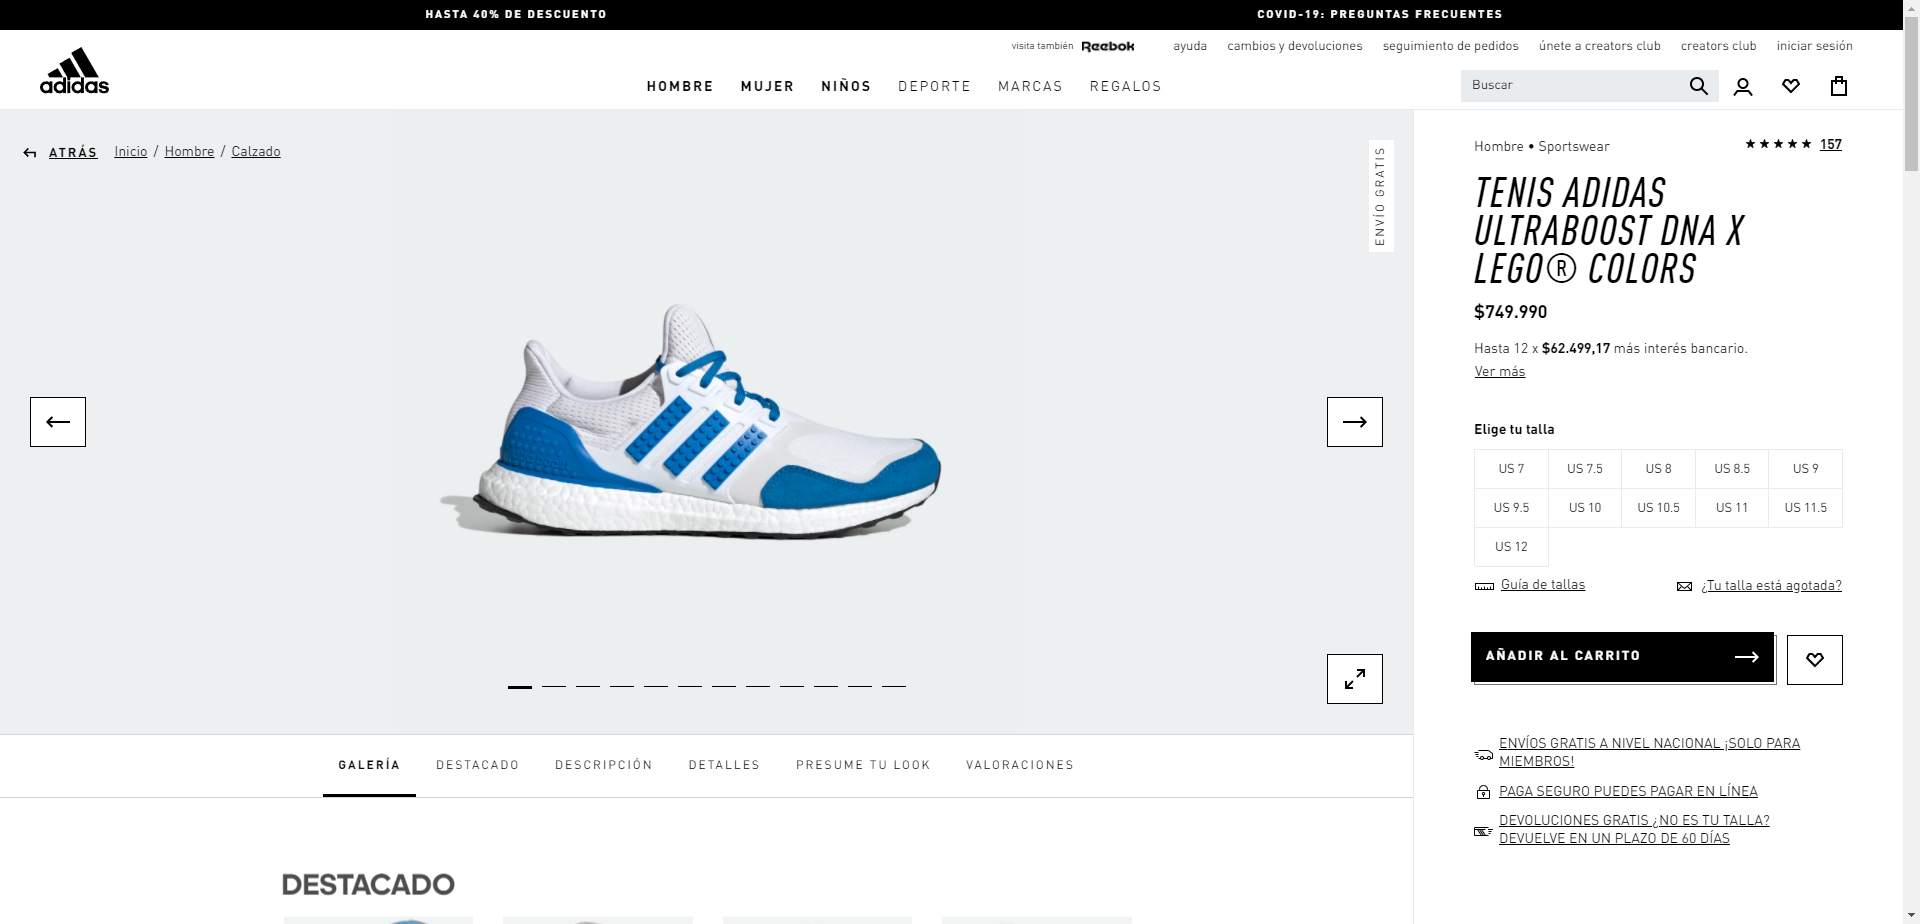 HASTA 40% DE DESCUENTO
COVID-19: PREGUNTAS FRECUENTES
visita también Reebok
ayuda
cambios y devoluciones
seguimiento de pedidos
únete a creators club
creators club
iniciar sesión
adidas
HOMBRE
MUJER
NIÑOS
DEPORTE
MARCAS
REGALOS
Buscar
ATRÁS
Inicio / Hombre / Calzado
ENVÍO GRATIS
Hombre • Sportswear
157
TENIS ADIDAS
ULTRABOOST DNA X
LEGO® COLORS
$749.990
Hasta 12 x $62.499,17 más interés bancario.
Ver más
Elige tu talla
US 7
US 7.5
US 8
US 8.5
US 9
US 9.5
US 10
US 10.5
US 11
US 11.5
US 12
Guía de tallas
¿Tu talla está agotada?
AÑADIR AL CARRITO
ENVÍOS GRATIS A NIVEL NACIONAL ¡SOLO PARA
MIEMBROS!
PAGA SEGURO PUEDES PAGAR EN LÍNEA
DEVOLUCIONES GRATIS ¿NO ES TU TALLA?
DEVUELVE EN UN PLAZO DE 60 DÍAS
GALERÍA
DESTACADO
DESCRIPCIÓN
DETALLES
PRESUME TU LOOK
VALORACIONES
DESTACADO